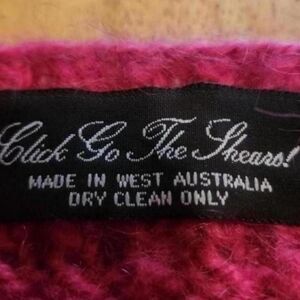 Click Go The Shears!
MADE IN WEST AUSTRALIA
DRY CLEAN ONLY